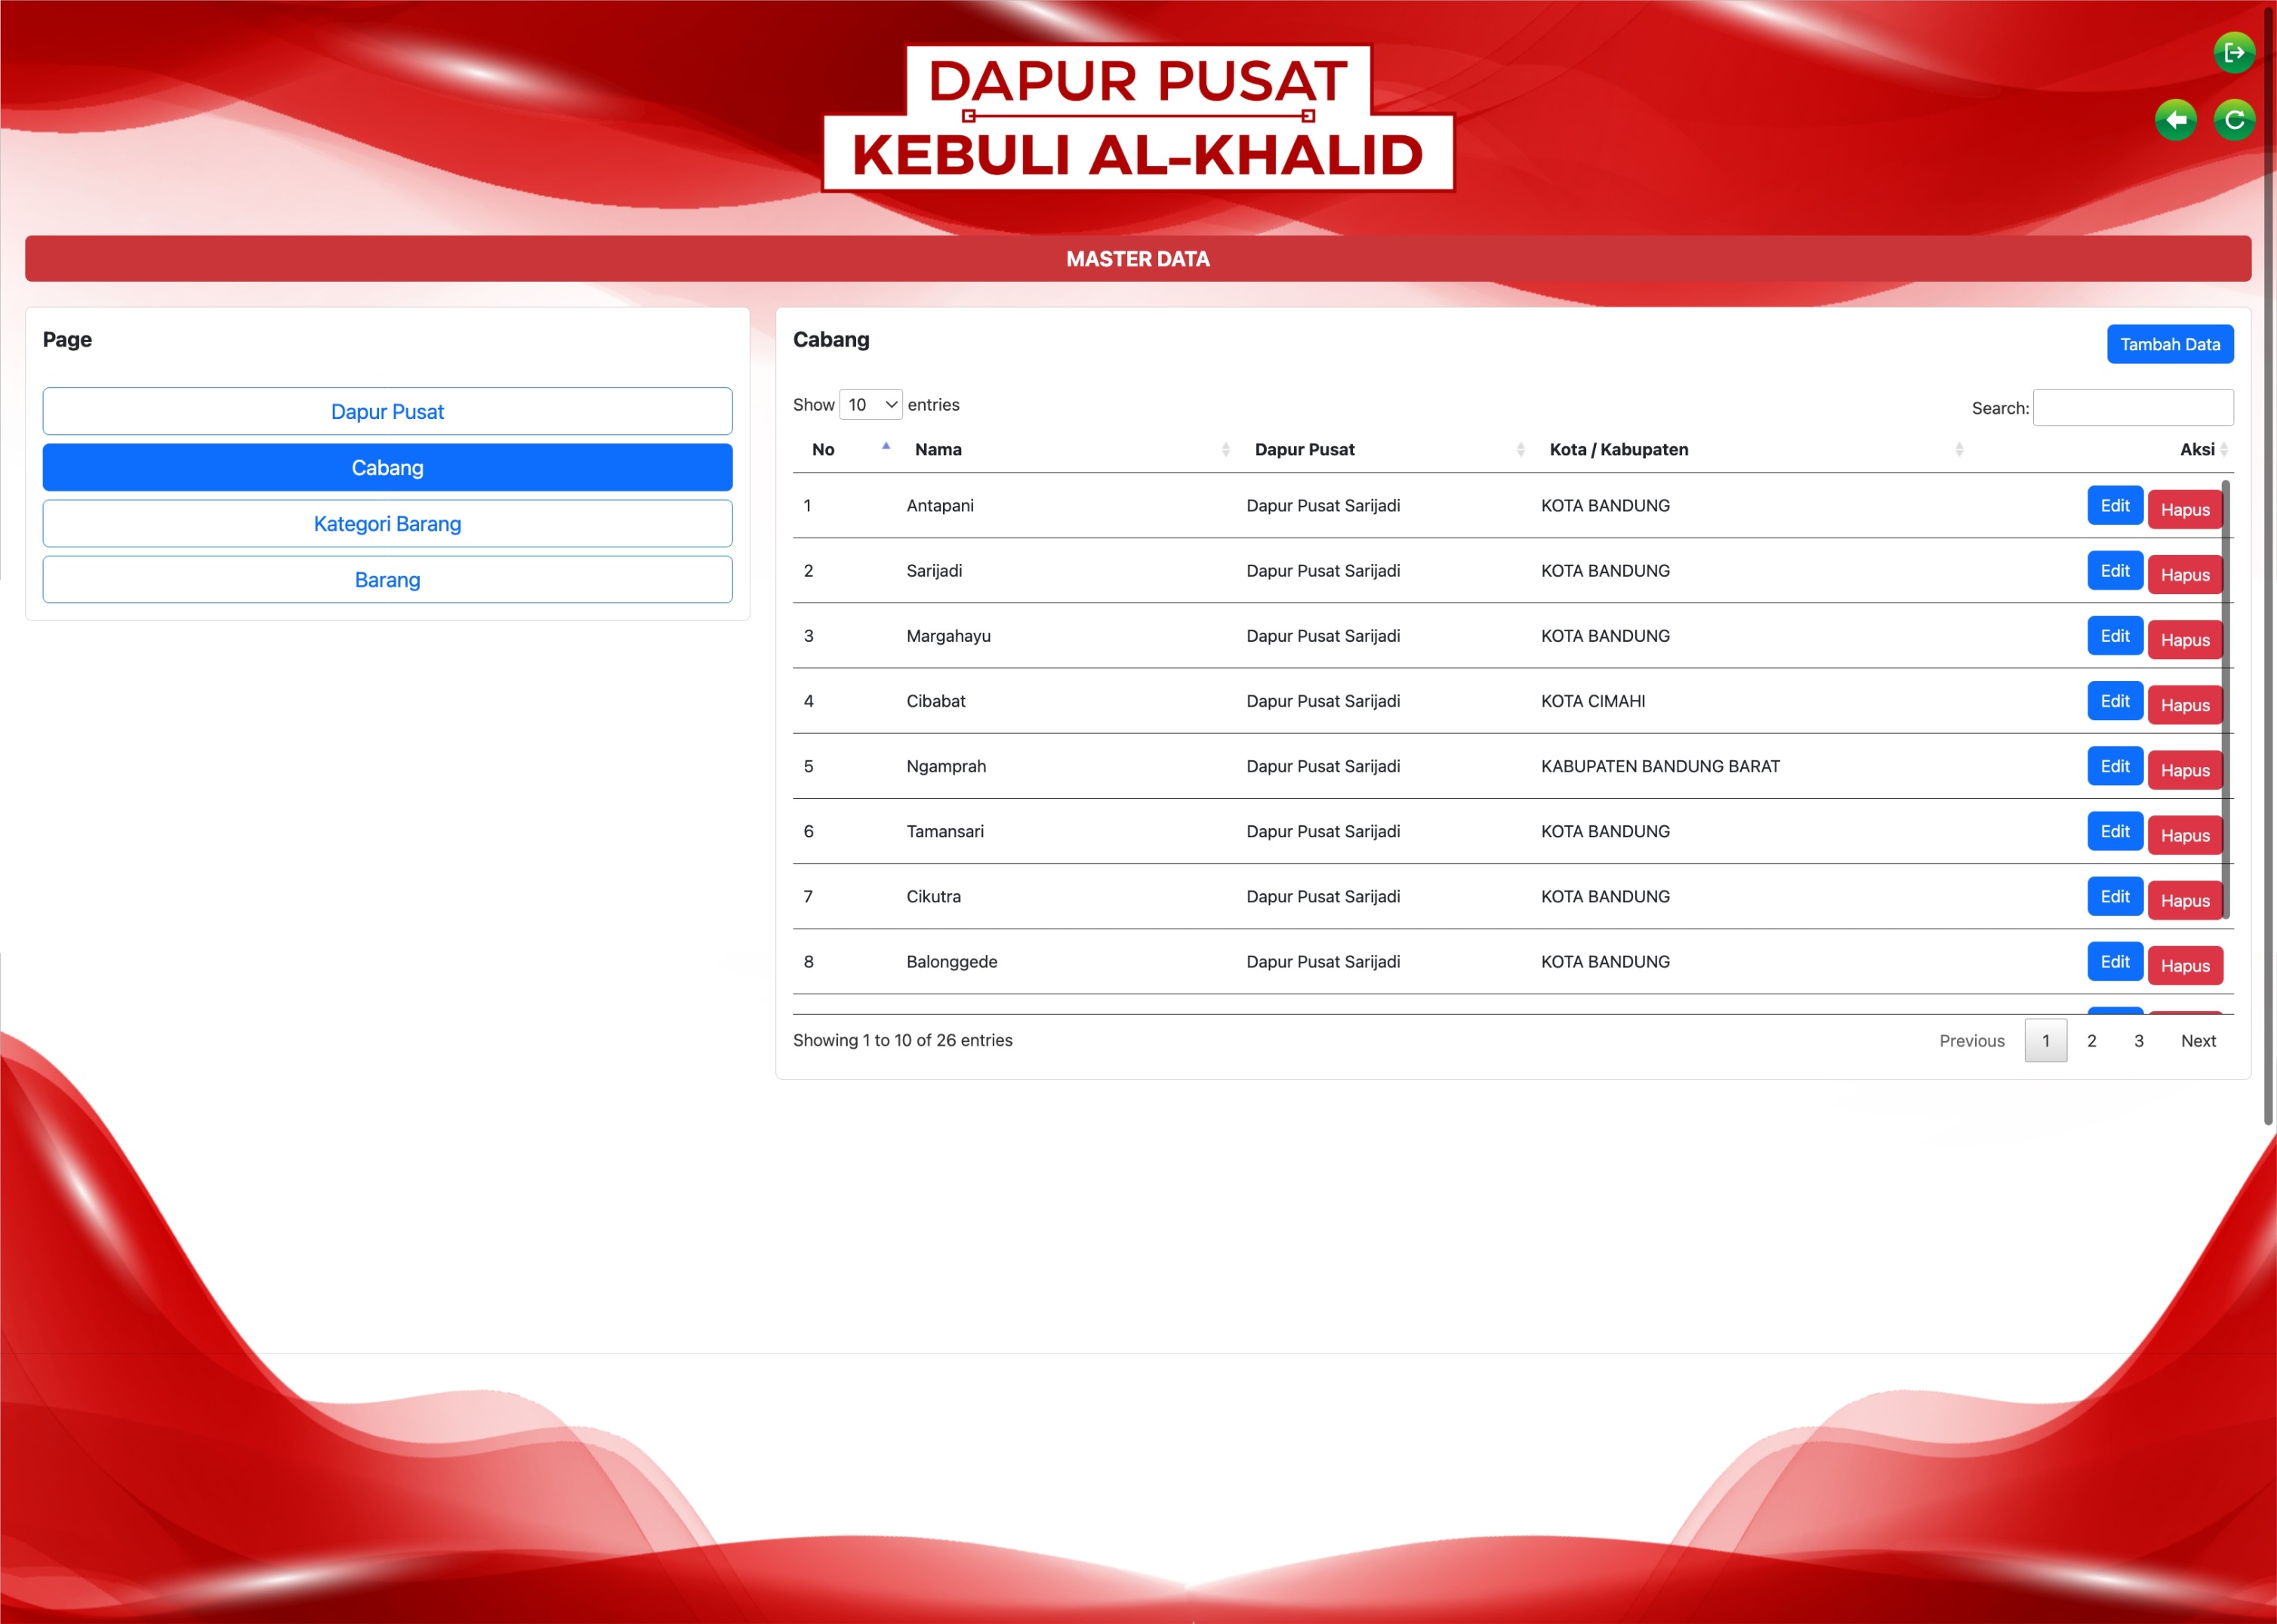 DAPUR PUSAT
KEBULI AL-KHALID
MASTER DATA
Page
Dapur Pusat
Cabang
Kategori Barang
Barang
Cabang
Tambah Data
Show 10 entries
Search:
No Nama Dapur Pusat Kota / Kabupaten Aksi
1 Antapani Dapur Pusat Sarijadi KOTA BANDUNG Edit Hapus
2 Sarijadi Dapur Pusat Sarijadi KOTA BANDUNG Edit Hapus
3 Margahayu Dapur Pusat Sarijadi KOTA BANDUNG Edit Hapus
4 Cibabat Dapur Pusat Sarijadi KOTA CIMAHI Edit Hapus
5 Ngamprah Dapur Pusat Sarijadi KABUPATEN BANDUNG BARAT Edit Hapus
6 Tamansari Dapur Pusat Sarijadi KOTA BANDUNG Edit Hapus
7 Cikutra Dapur Pusat Sarijadi KOTA BANDUNG Edit Hapus
8 Balonggede Dapur Pusat Sarijadi KOTA BANDUNG Edit Hapus
Showing 1 to 10 of 26 entries
Previous 1 2 3 Next